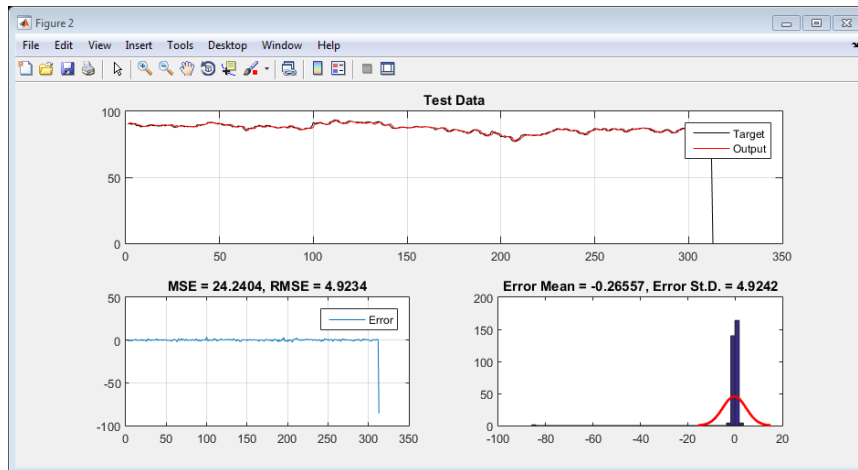 Figure 2
File Edit View Insert Tools Desktop Window Help
Test Data
100
50
0
0 50 100 150 200 250 300 350
Target
Output
MSE = 24.2404, RMSE = 4.9234
50
0
-50
-100
0 50 100 150 200 250 300 350
Error
Error Mean = -0.26557, Error St.D. = 4.9242
200
150
100
50
0
-100 -80 -60 -40 -20 0 20